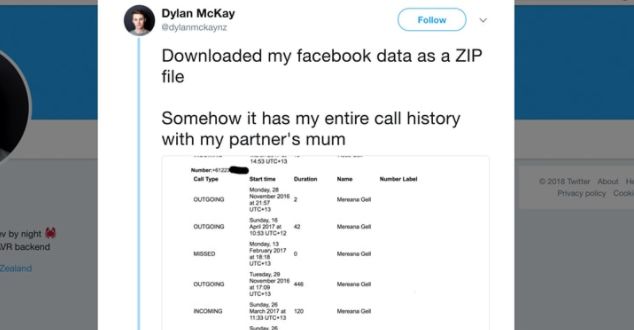 Dylan McKay
@dylanmckaynz
Follow
Downloaded my facebook data as a ZIP
file
Somehow it has my entire call history
with my partner's mum
14:53 UTC+13
Number:+61223
Call Type Start time Duration Name Number Label
OUTGOING Monday, 28 November 2016 at 21:57 UTC+13 2 Mereana Gell
OUTGOING Sunday, 16 April 2017 at 10:53 UTC+12 42 Mereana Gell
MISSED Monday, 13 February 2017 at 18:18 UTC+13 0 Mereana Gell
OUTGOING Tuesday, 29 November 2016 at 17:09 UTC+13 446 Mereana Gell
INCOMING Sunday, 26 March 2017 at 11:33 UTC+13 120 Mereana Gell
Sunday, 26
© 2018 Twitter About
Privacy policy
ev by night
VR backend
Zealand